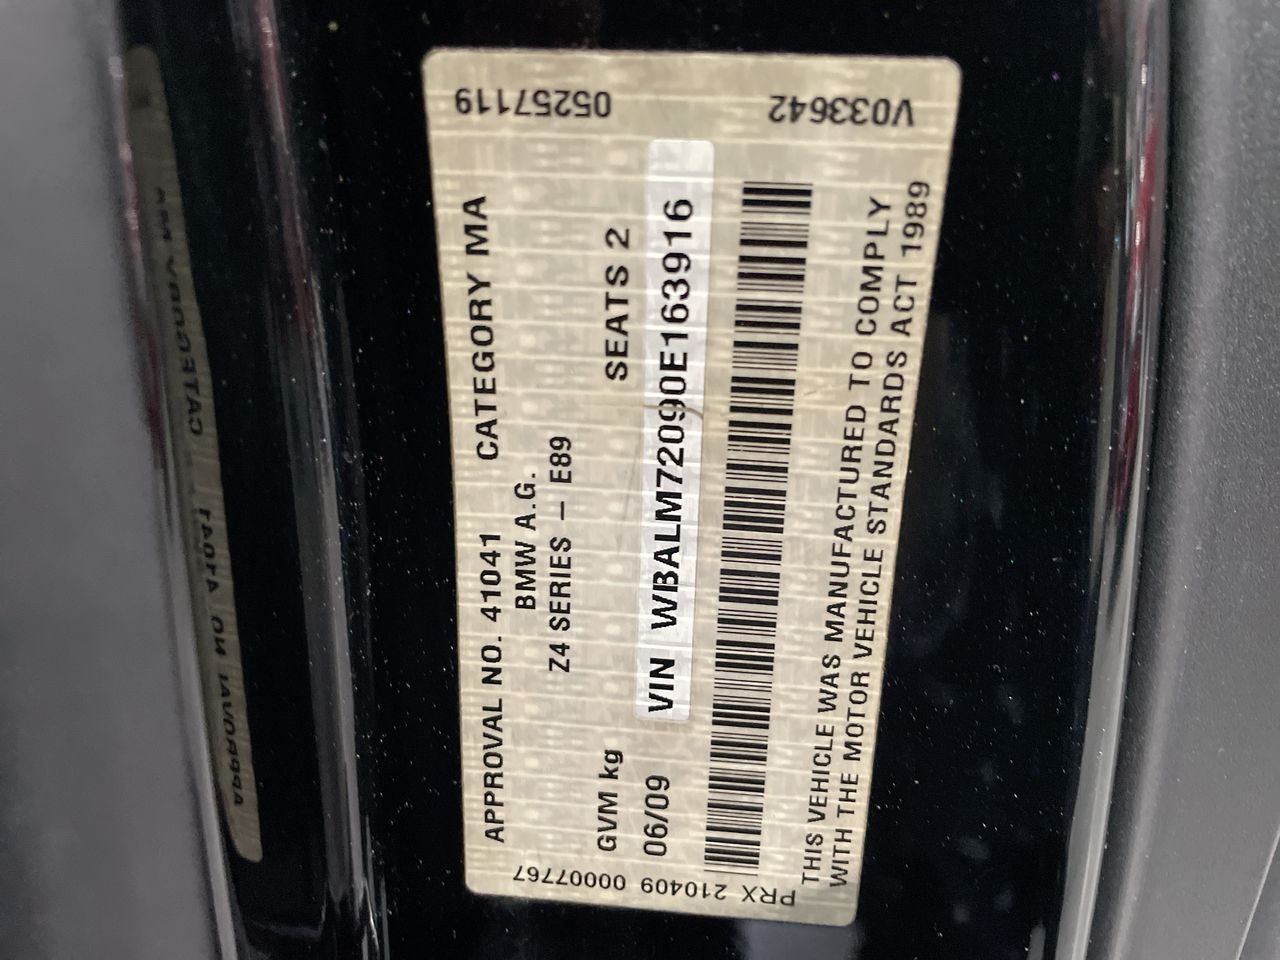 APPROVAL NO. 41041 CATEGORY MA
BMW A.G.
Z4 SERIES – E89
GVM kg SEATS 2
06/09 VIN WBALM72090E163916
THIS VEHICLE WAS MANUFACTURED TO COMPLY
WITH THE MOTOR VEHICLE STANDARDS ACT 1989
05257119
V033642
PRX 210409 00007767